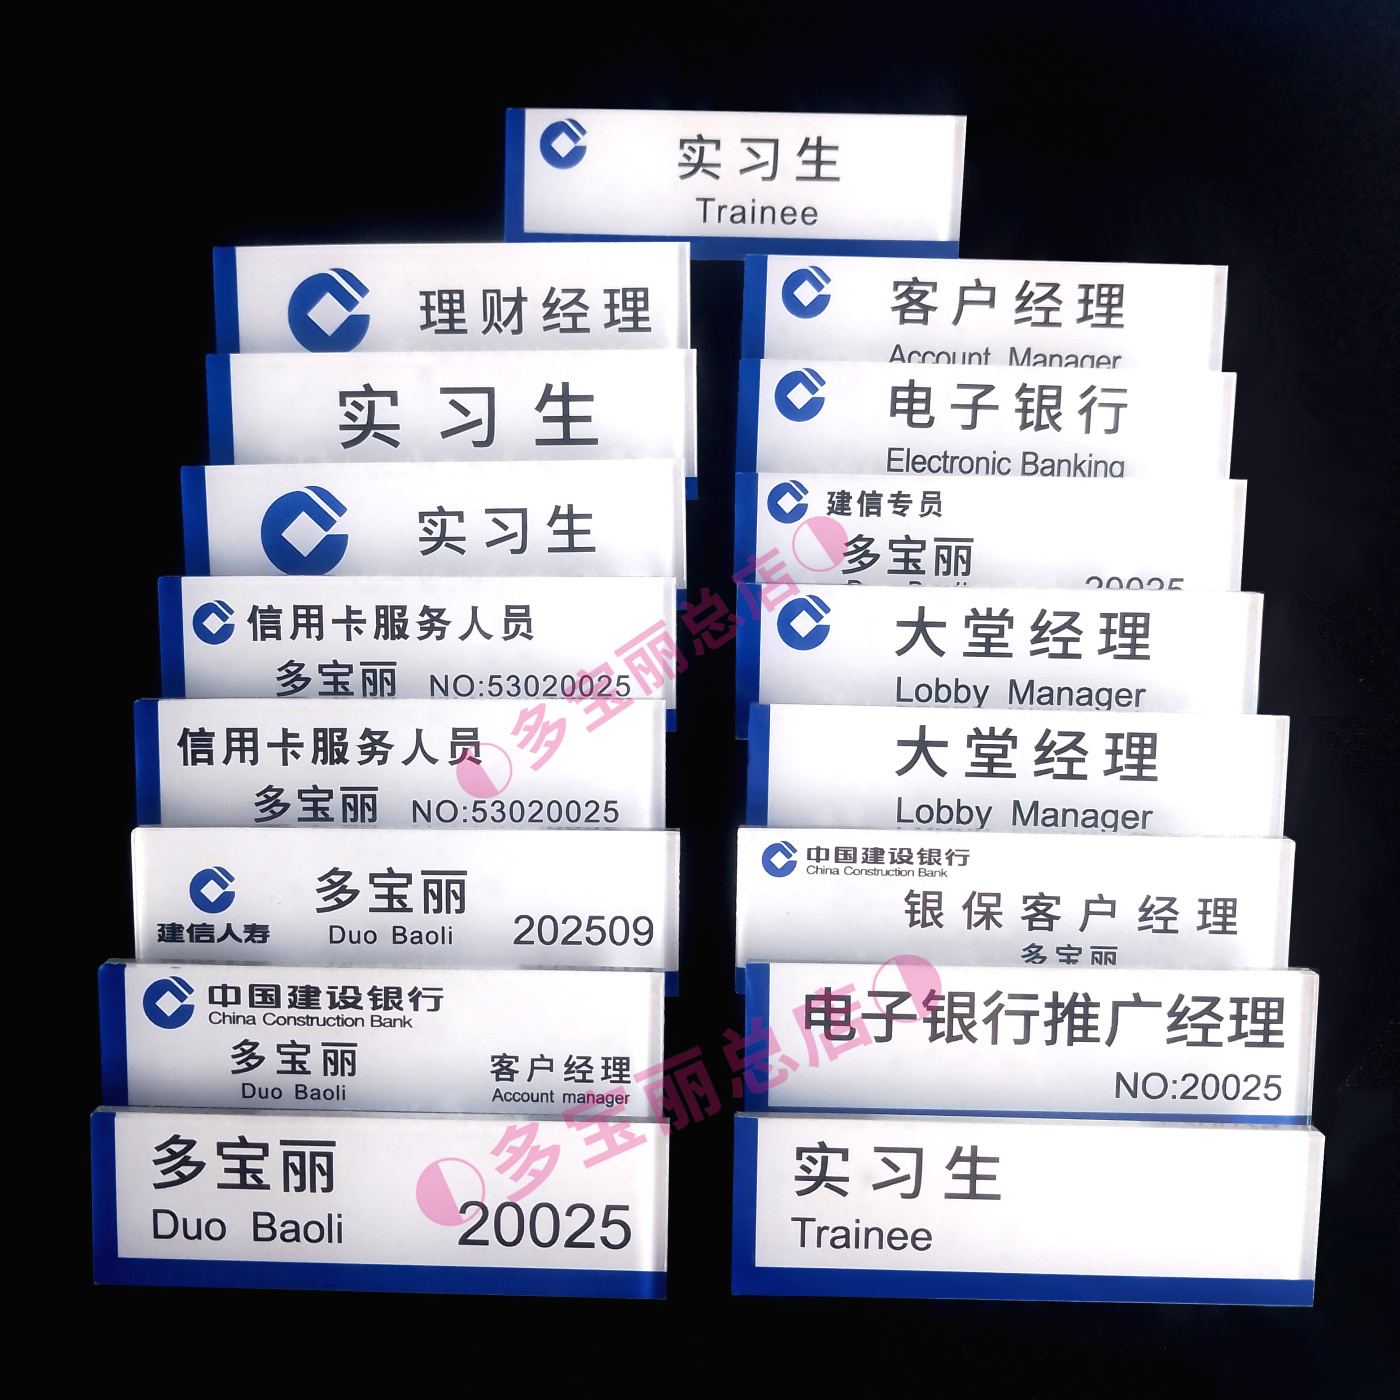 实习生
Trainee
理财经理
实习生
实习生
信用卡服务人员
多宝丽 NO:53020025
信用卡服务人员
多宝丽 NO:53020025
建信人寿
多宝丽
Duo Baoli
202509
中国建设银行
China Construction Bank
多宝丽
Duo Baoli
客户经理
Account manager
多宝丽
Duo Baoli
20025
客户经理
Account Manager
电子银行
Electronic Banking
建信专员
多宝丽
20025
大堂经理
Lobby Manager
大堂经理
Lobby Manager
中国建设银行
China Construction Bank
银保客户经理
多宝丽
电子银行推广经理
NO:20025
实习生
Trainee
多宝丽总店
多宝丽总店